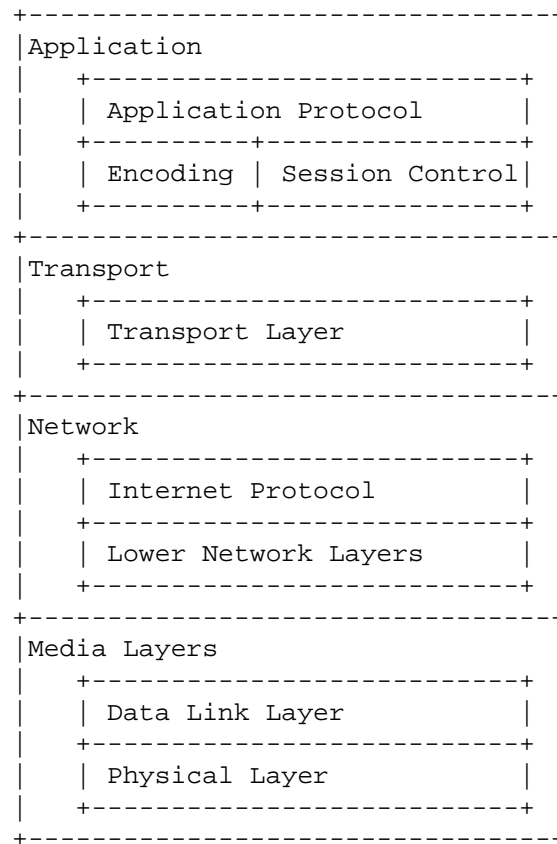 Application
Application Protocol
Encoding | Session Control
Transport
Transport Layer
Network
Internet Protocol
Lower Network Layers
Media Layers
Data Link Layer
Physical Layer